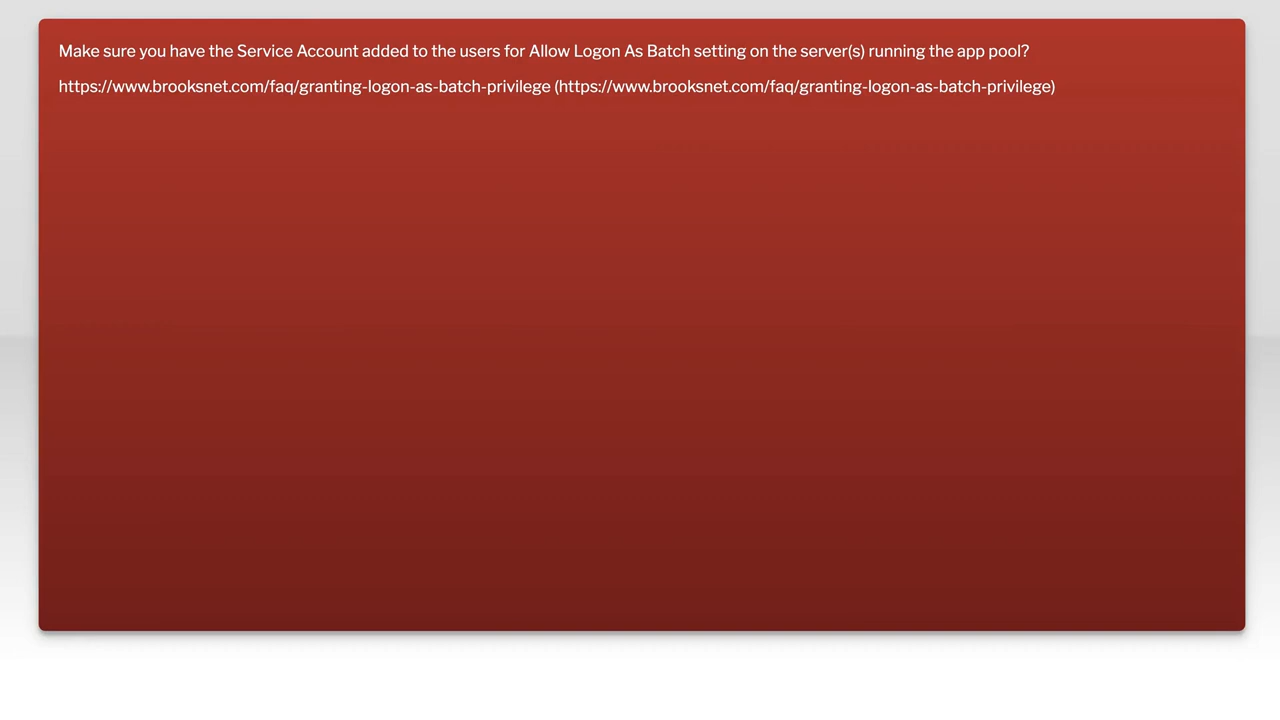 Make sure you have the Service Account added to the users for Allow Logon As Batch setting on the server(s) running the app pool?
https://www.brooksnet.com/faq/granting-logon-as-batch-privilege (https://www.brooksnet.com/faq/granting-logon-as-batch-privilege)